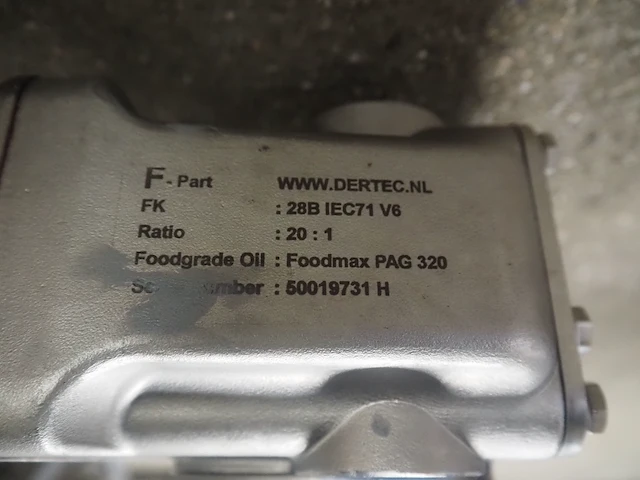 F-Part WWW.DERTEC.NL
FK : 28B IEC71 V6
Ratio : 20 : 1
Foodgrade Oil : Foodmax PAG 320
: 50019731 H